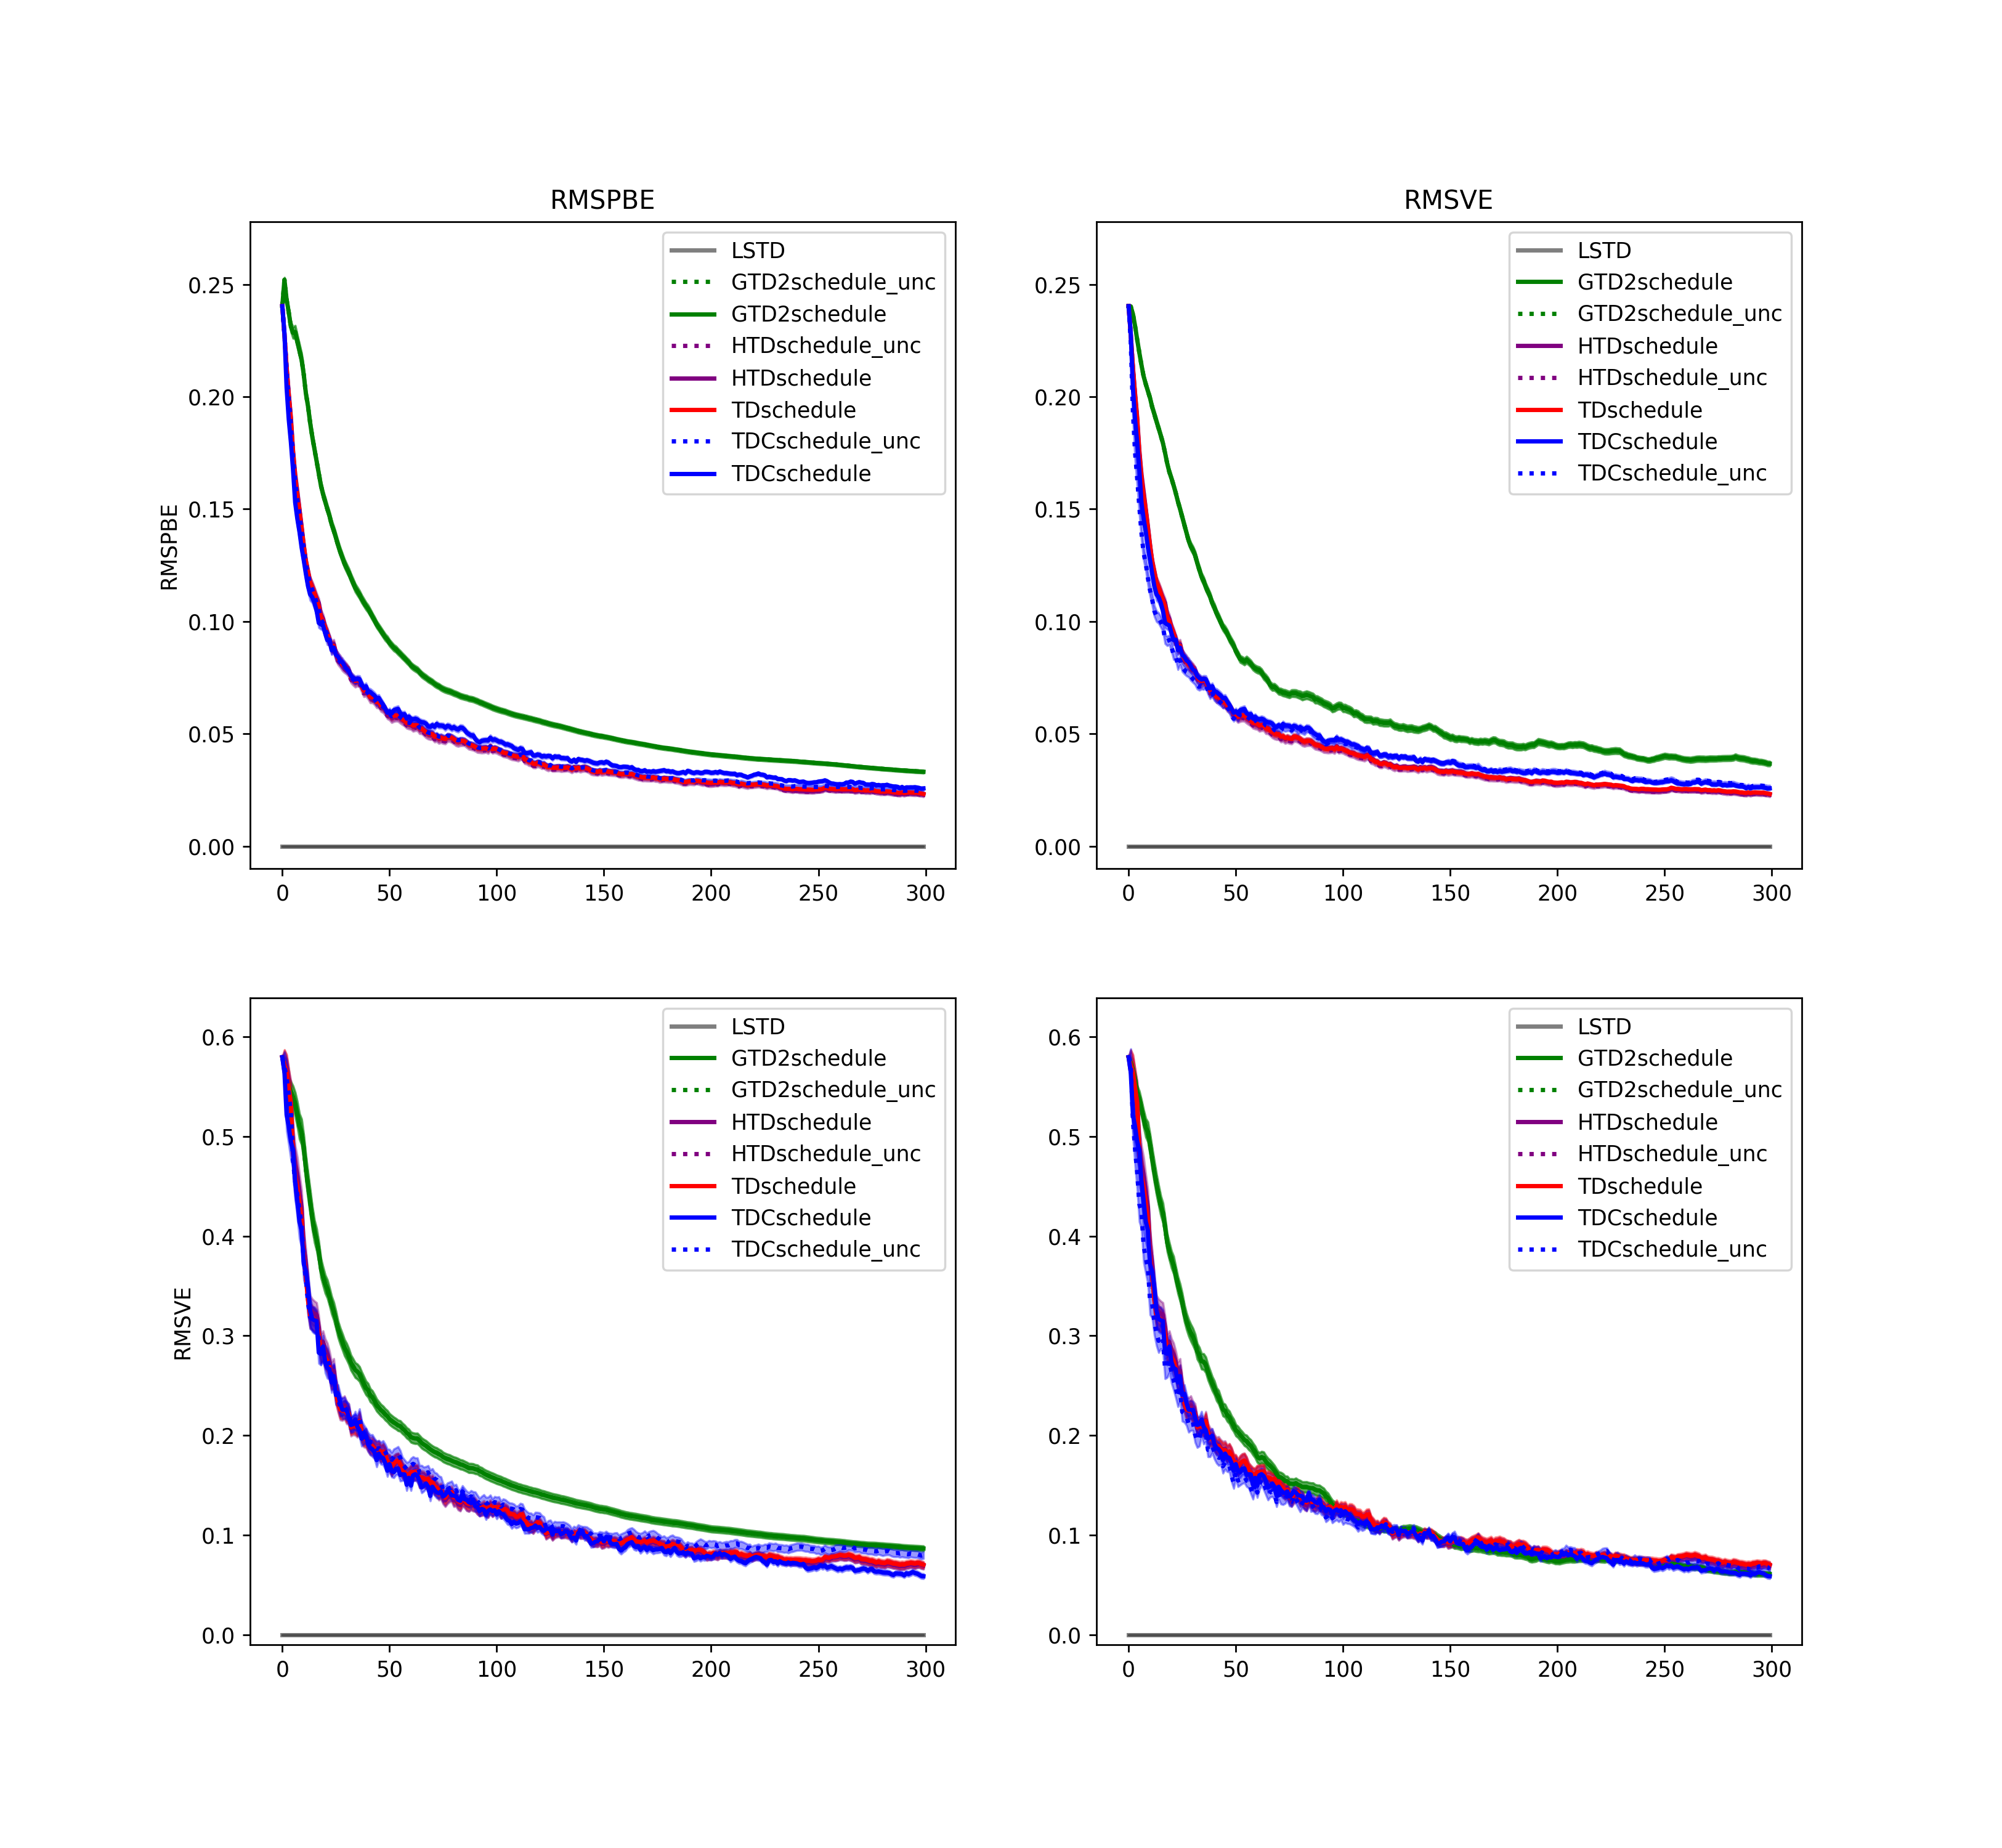 RMSPBE
RMSPBE
0.25
0.20
0.15
0.10
0.05
0.00
0 50 100 150 200 250 300
LSTD
GTD2schedule_unc
GTD2schedule
HTDschedule_unc
HTDschedule
TDschedule
TDCschedule_unc
TDCschedule
RMSVE
0.25
0.20
0.15
0.10
0.05
0.00
0 50 100 150 200 250 300
LSTD
GTD2schedule
GTD2schedule_unc
HTDschedule
HTDschedule_unc
TDschedule
TDCschedule
TDCschedule_unc
RMSVE
0.6
0.5
0.4
0.3
0.2
0.1
0.0
0 50 100 150 200 250 300
LSTD
GTD2schedule
GTD2schedule_unc
HTDschedule
HTDschedule_unc
TDschedule
TDCschedule
TDCschedule_unc
0.6
0.5
0.4
0.3
0.2
0.1
0.0
0 50 100 150 200 250 300
LSTD
GTD2schedule
GTD2schedule_unc
HTDschedule
HTDschedule_unc
TDschedule
TDCschedule
TDCschedule_unc